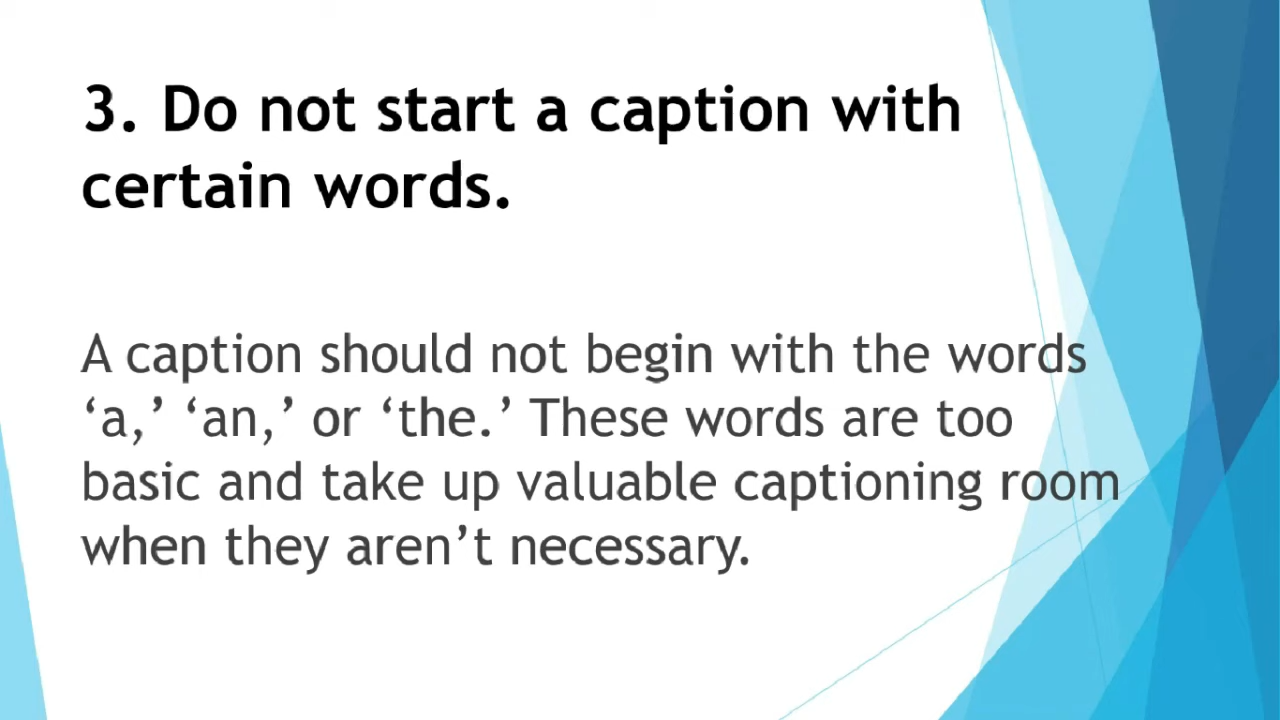 3. Do not start a caption with
certain words.
A caption should not begin with the words
‘a,’ ‘an,’ or ‘the.’ These words are too
basic and take up valuable captioning room
when they aren’t necessary.